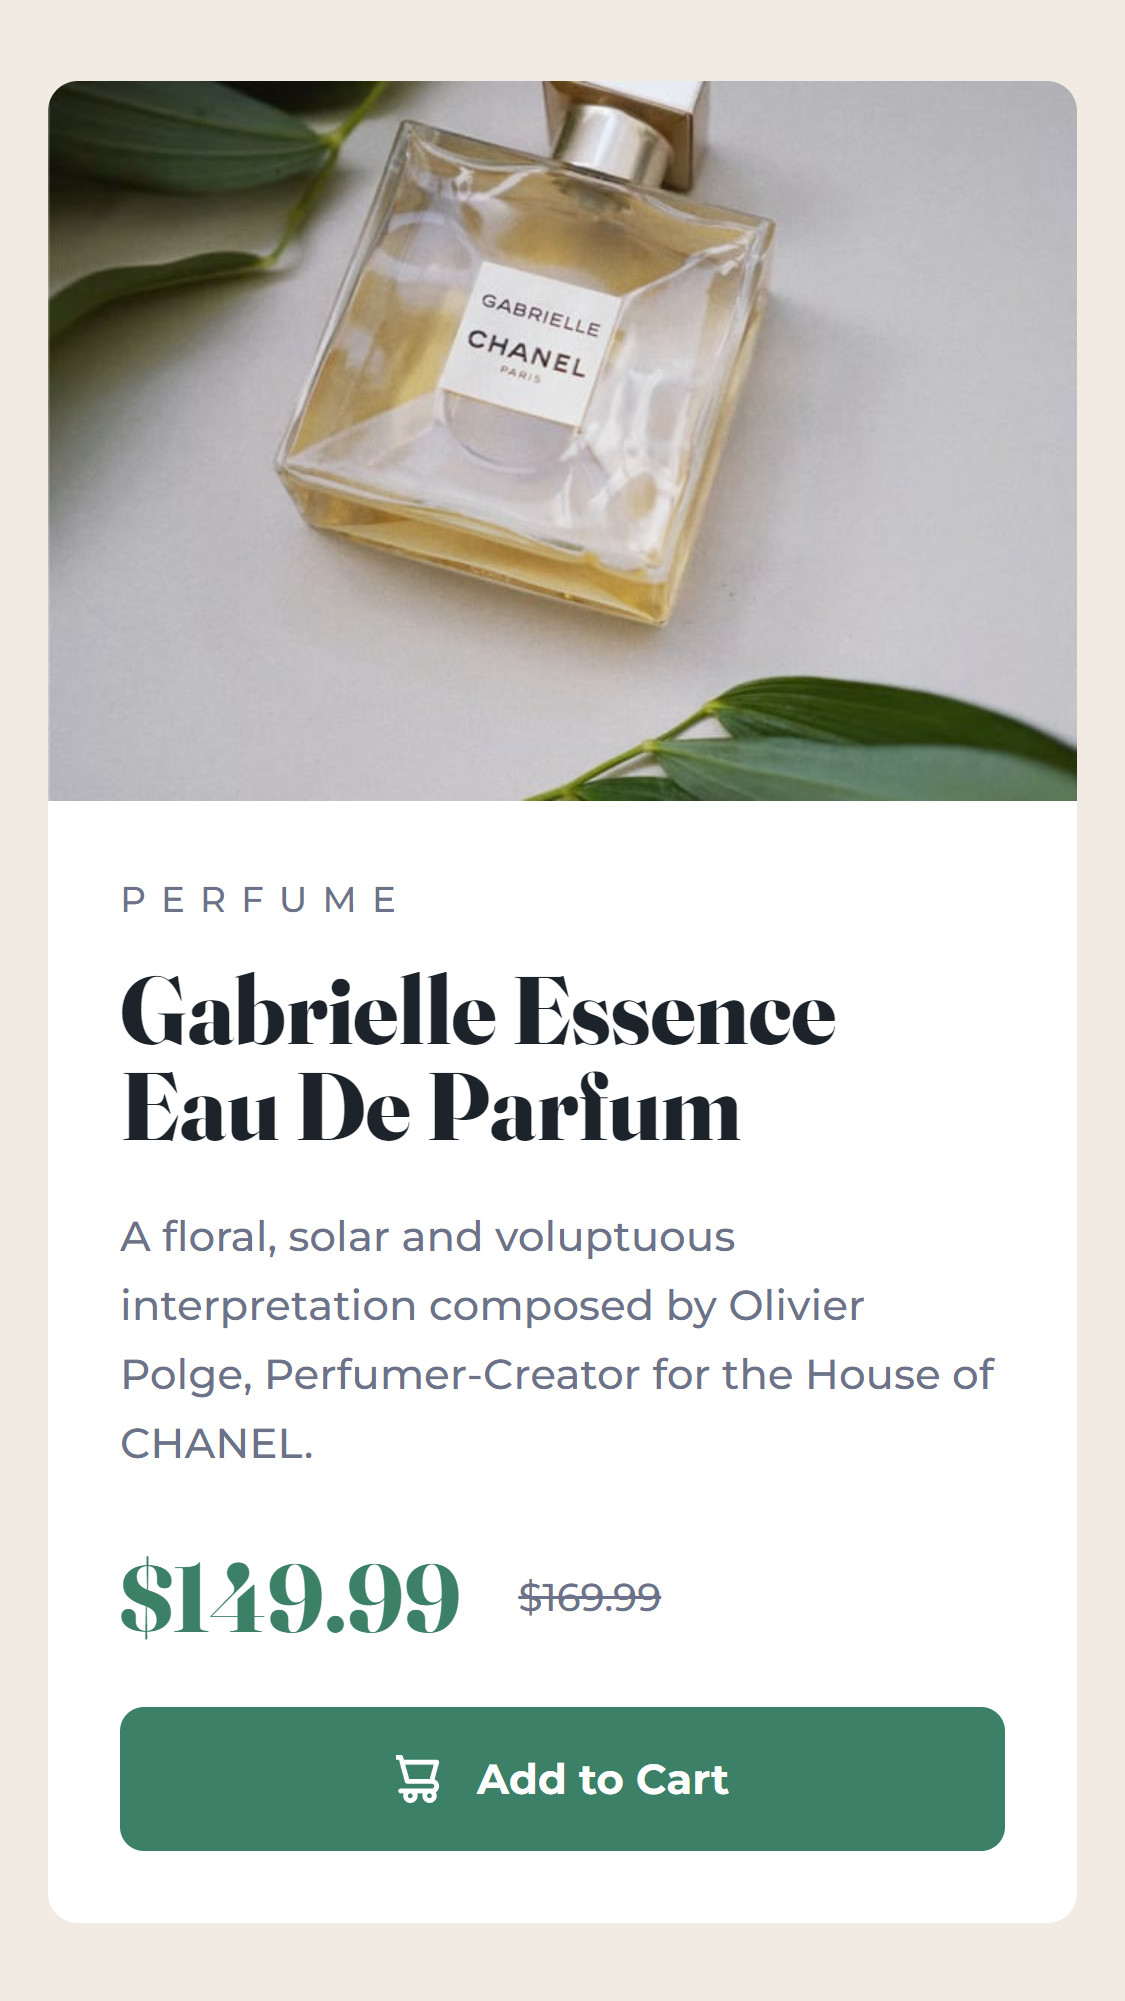 GABRIELLE
CHANEL
PARIS
PERFUME
Gabrielle Essence
Eau De Parfum
A floral, solar and voluptuous
interpretation composed by Olivier
Polge, Perfumer-Creator for the House of
CHANEL.
$149.99 $169.99
Add to Cart